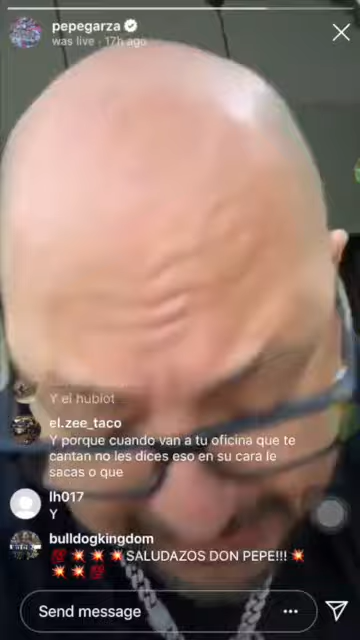 pepegarza
was live · 17h ago
Y el hubiot
el.zee_taco
Y porque cuando van a tu oficina que te
cantan no les dices eso en su cara le
sacas o que
lh017
Y
bulldogkingdom
💯💥💥💥SALUDAZOS DON PEPE!!!💥
💥💥💯
Send message